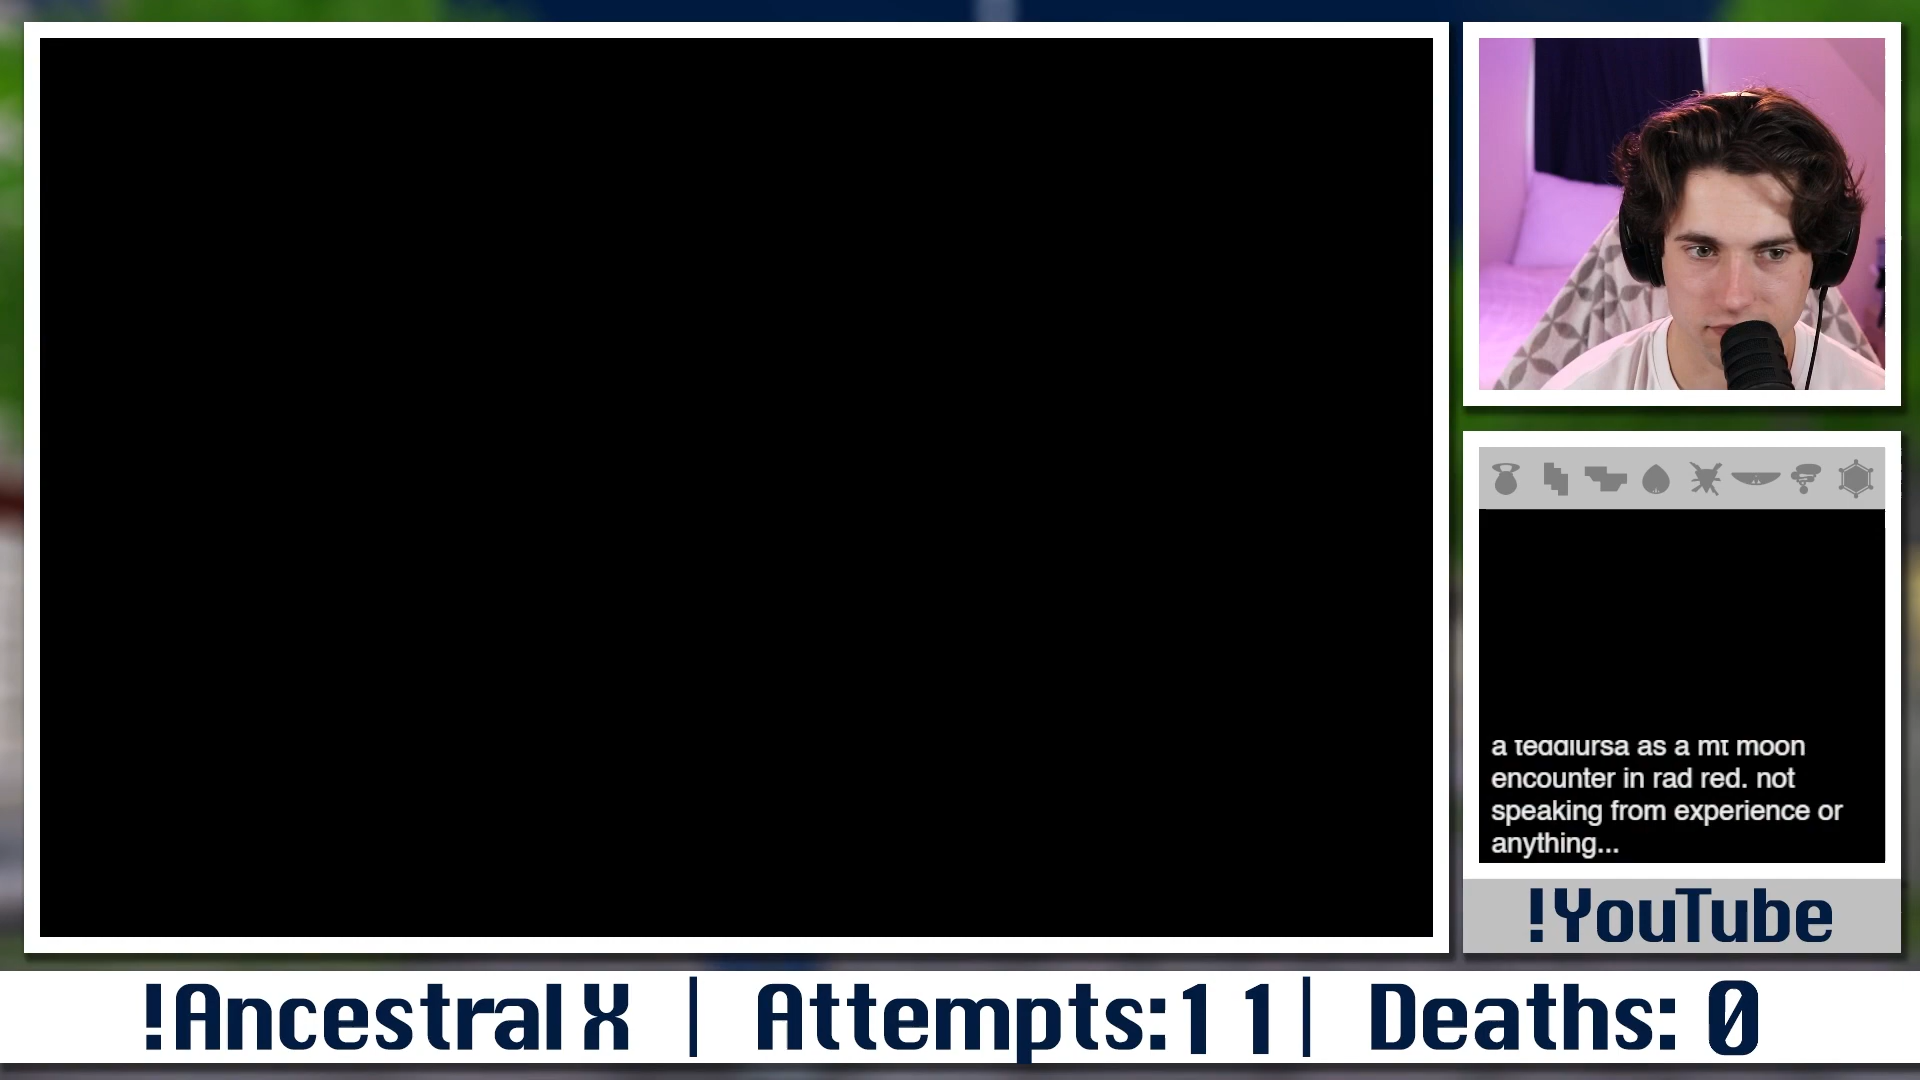 a teddiursa as a mt moon
encounter in rad red. not
speaking from experience or
anything...
!YouTube
!Ancestral X | Attempts:11| Deaths: 0